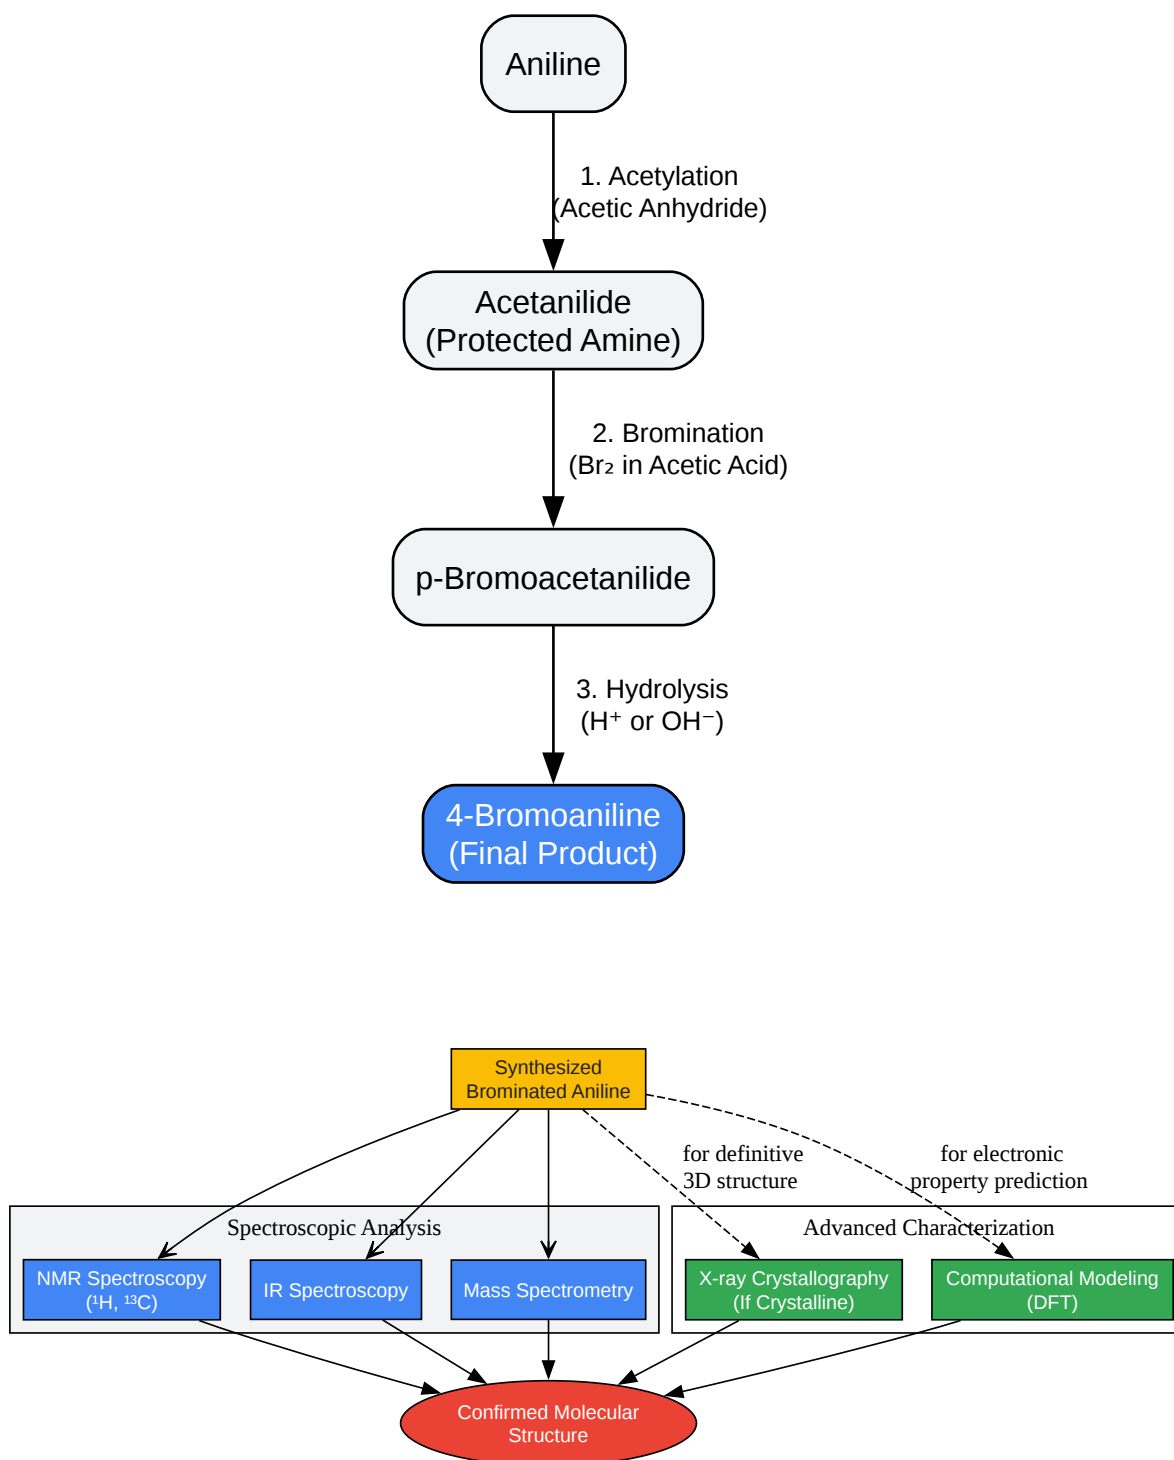 Aniline
1. Acetylation
(Acetic Anhydride)
Acetanilide
(Protected Amine)
2. Bromination
(Br₂ in Acetic Acid)
p-Bromoacetanilide
3. Hydrolysis
(H⁺ or OH⁻)
4-Bromoaniline
(Final Product)
Synthesized
Brominated Aniline
for definitive
3D structure
for electronic
property prediction
Spectroscopic Analysis
Advanced Characterization
NMR Spectroscopy
(¹H, ¹³C)
IR Spectroscopy
Mass Spectrometry
X-ray Crystallography
(If Crystalline)
Computational Modeling
(DFT)
Confirmed Molecular
Structure